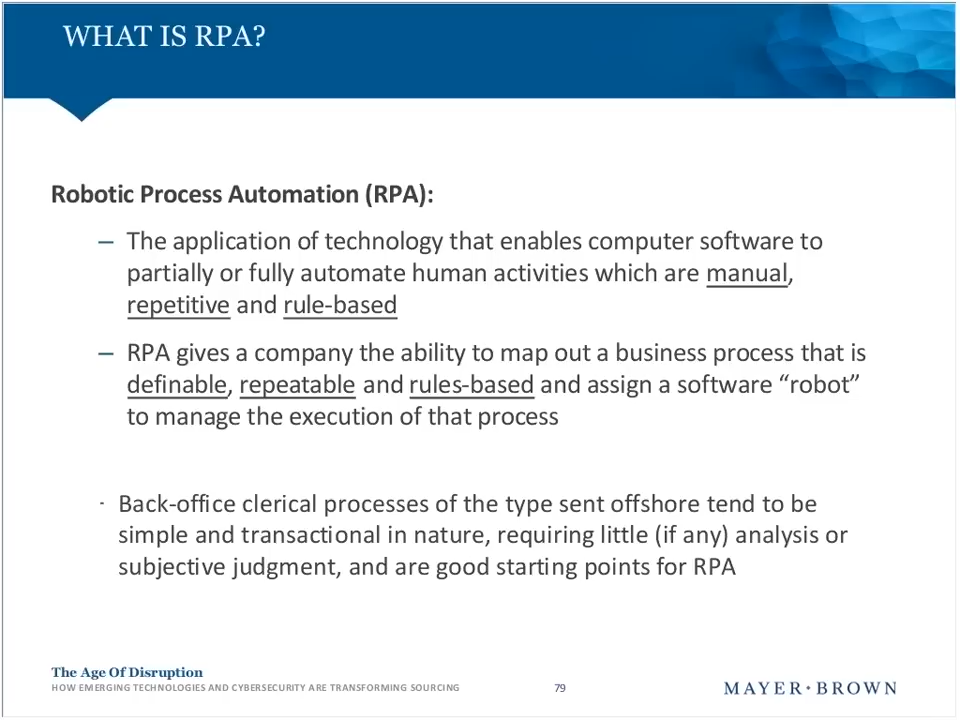 WHAT IS RPA?
Robotic Process Automation (RPA):
– The application of technology that enables computer software to
partially or fully automate human activities which are manual,
repetitive and rule-based
– RPA gives a company the ability to map out a business process that is
definable, repeatable and rules-based and assign a software “robot”
to manage the execution of that process
· Back-office clerical processes of the type sent offshore tend to be
simple and transactional in nature, requiring little (if any) analysis or
subjective judgment, and are good starting points for RPA
The Age Of Disruption
HOW EMERGING TECHNOLOGIES AND CYBERSECURITY ARE TRANSFORMING SOURCING
79
MAYER·BROWN